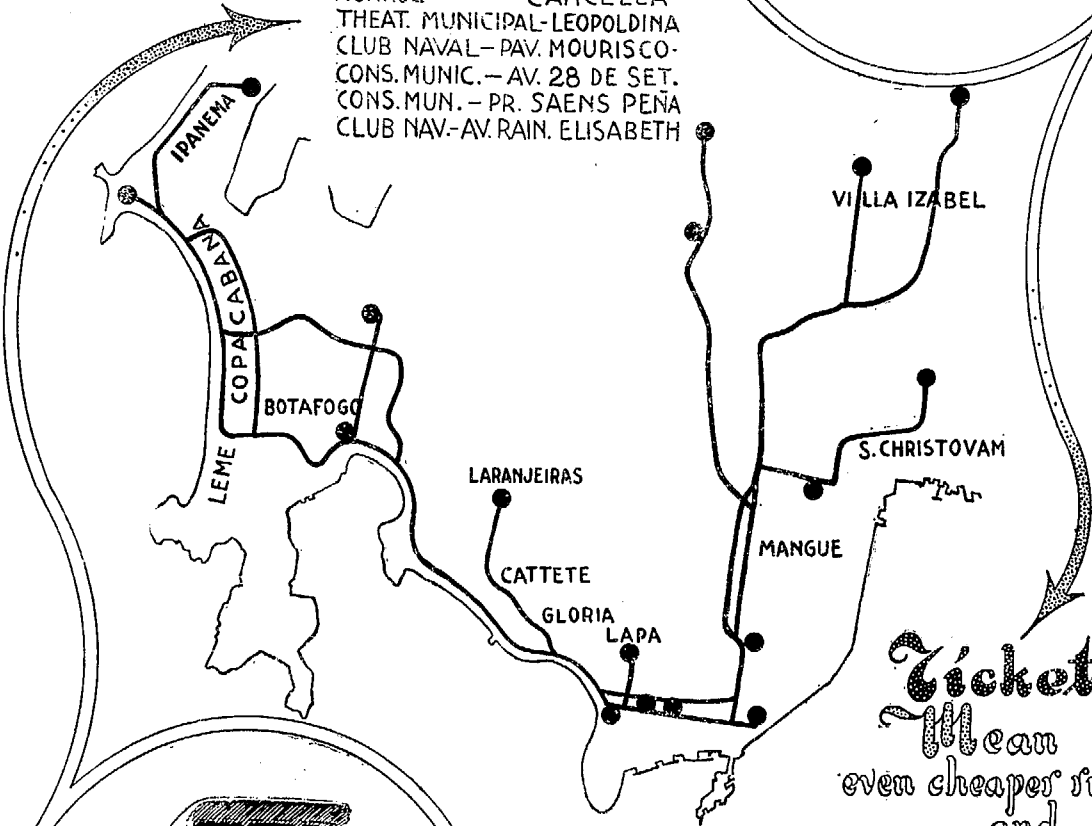 CANCELLA
THEAT. MUNICIPAL-LEOPOLDINA
CLUB NAVAL-PAV. MOURISCO-
CONS.MUNIC.-AV. 28 DE SET.
CONS.MUN.-PR. SAENS PEÑA
CLUB NAV.-AV. RAIN. ELISABETH
IPANEMA
VILLA IZABEL
COPACABANA
BOTAFOGO
LEME
LARANJEIRAS
S. CHRISTOVAM
MANGUE
CATTETE
GLORIA
LAPA
Ticket
Mean
even cheaper
and